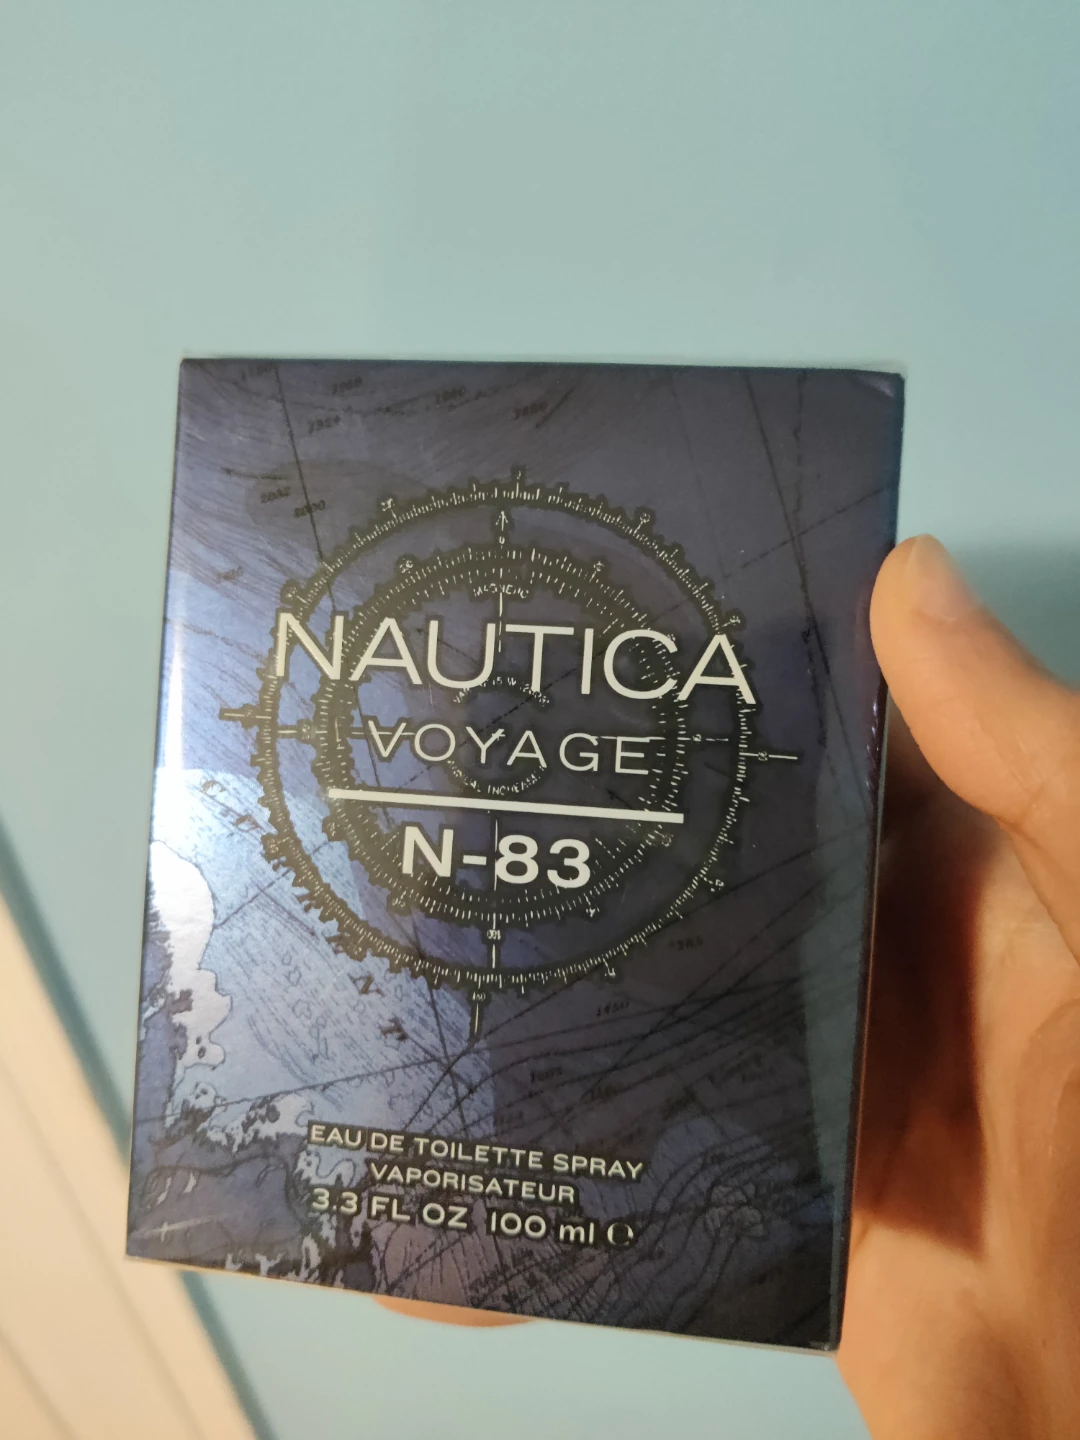 NAUTICA
VOYAGE
N-83
EAU DE TOILETTE SPRAY
VAPORISATEUR
3.3 FL OZ 100 ml ℮